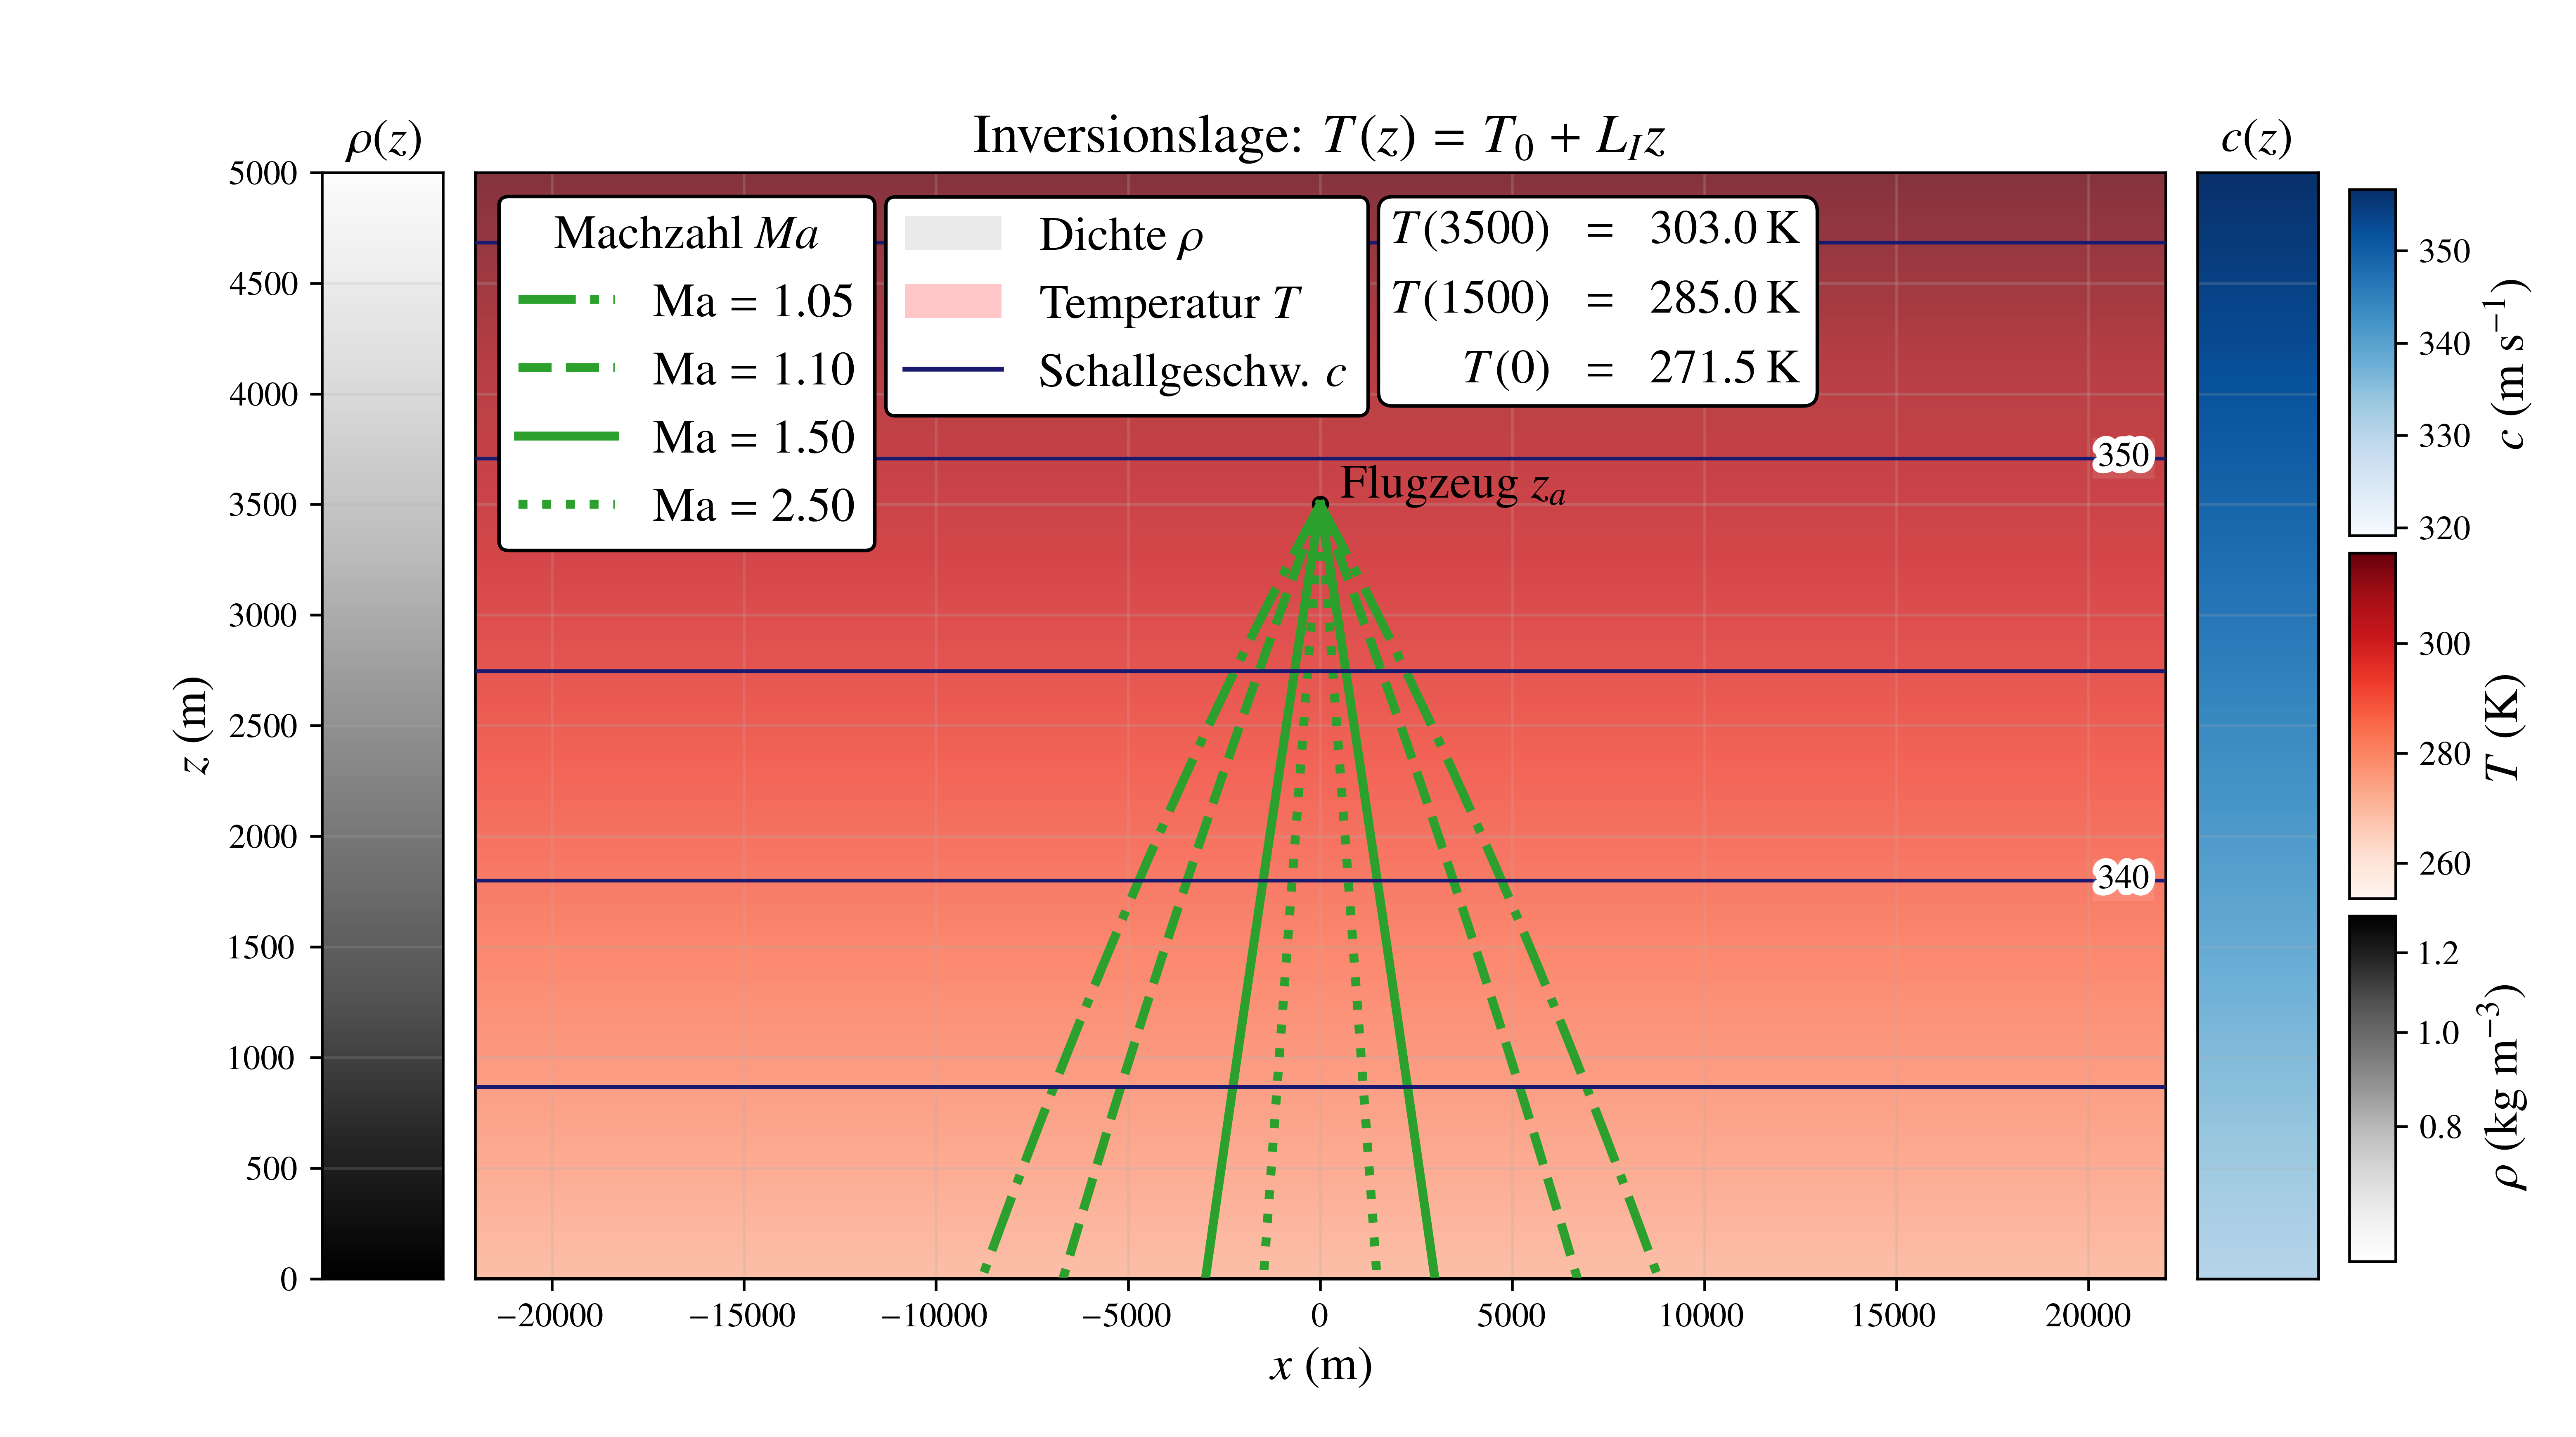 Inversionslage: T(z) = T₀ + L_I z
ρ(z)
c(z)
5000
4500
4000
3500
3000
2500
2000
1500
1000
500
0
z (m)
Machzahl Ma
Ma = 1.05
Ma = 1.10
Ma = 1.50
Ma = 2.50
Dichte ρ
Temperatur T
Schallgeschw. c
T(3500) = 303.0 K
T(1500) = 285.0 K
T(0) = 271.5 K
Flugzeug zₐ
350
340
−20000 −15000 −10000 −5000 0 5000 10000 15000 20000
x (m)
350
340
330
320
c (m s⁻¹)
300
280
260
T (K)
1.2
1.0
0.8
ρ (kg m⁻³)